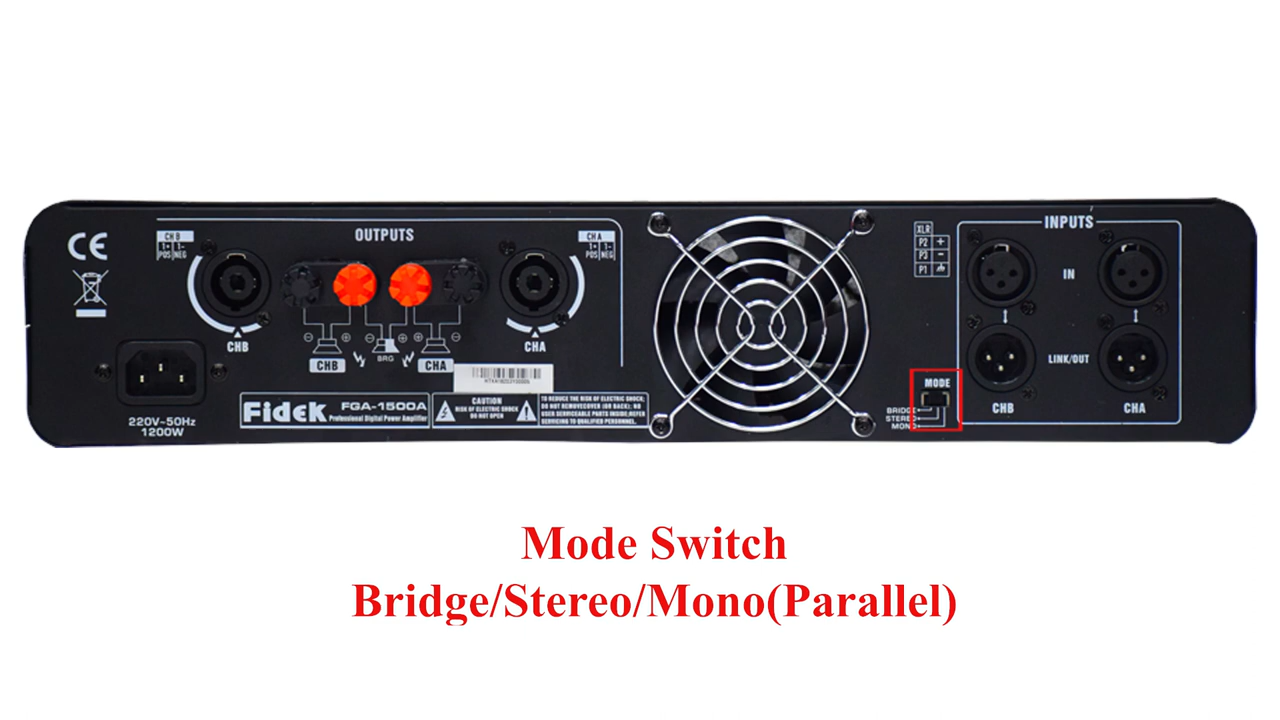 CE
CH B
1+ 1-
POS NEG
OUTPUTS
CH A
1+ 1-
POS NEG
CHB
CHA
BRG
CHB
CHA
220V~50Hz
1200W
Fidek
FGA-1500A
Professional Digital Power Amplifier
CAUTION
RISK OF ELECTRIC SHOCK
DO NOT OPEN
TO REDUCE THE RISK OF ELECTRIC SHOCK;
DO NOT REMOVECOVER (OR BACK); NO
USER SERVICEABLE PARTS INSIDE;REFER
SERVICING TO QUALIFIED PERSONNEL.
XLR
P2 +
P3 −
P1
INPUTS
IN
LINK/OUT
CHB
CHA
MODE
BRIDGE
STEREO
MONO
Mode Switch
Bridge/Stereo/Mono(Parallel)